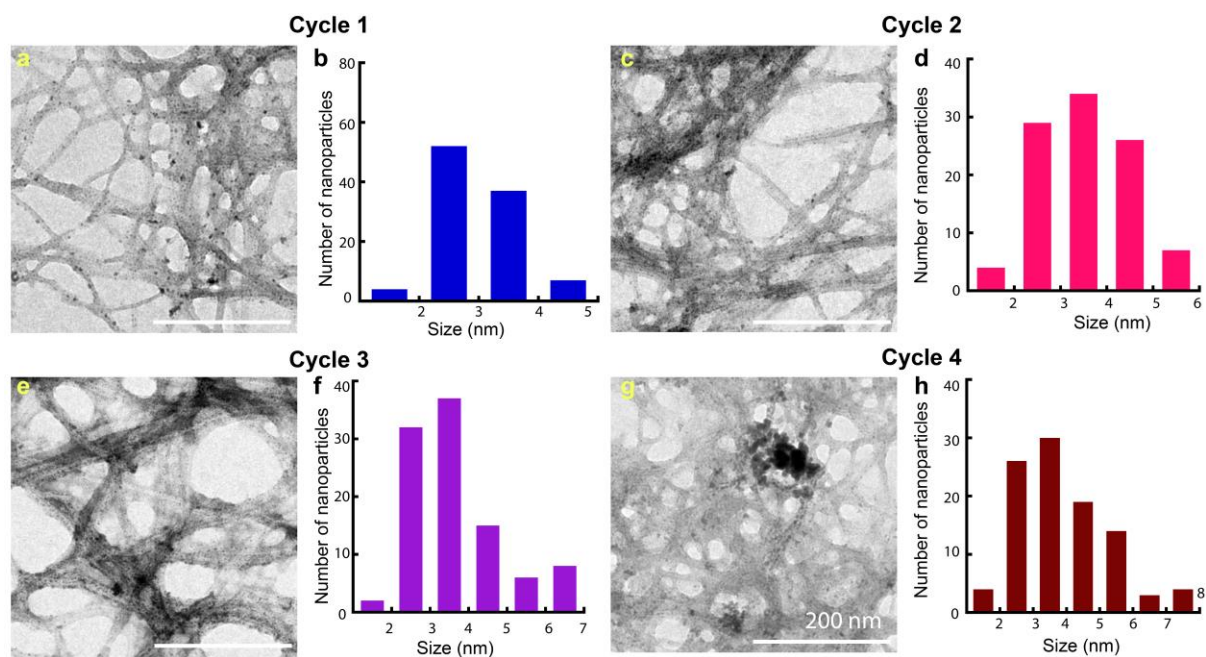 Cycle 1
Cycle 2
a
b
80
60
40
20
0
Number of nanoparticles
2
3
4
5
Size (nm)
c
d
40
30
20
10
0
Number of nanoparticles
2
3
4
5
6
Size (nm)
Cycle 3
Cycle 4
e
f
40
30
20
10
0
Number of nanoparticles
2
3
4
5
6
7
Size (nm)
g
200 nm
h
40
30
20
10
0
Number of nanoparticles
2
3
4
5
6
7
8
Size (nm)